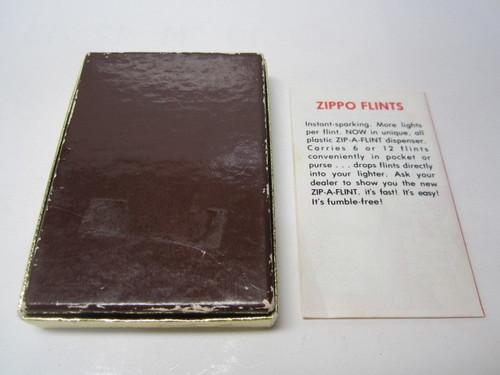 ZIPPO FLINTS
Instant-sparking. More lights
per flint. NOW in unique, all
plastic ZIP-A-FLINT dispenser.
Carries 6 or 12 flints
conveniently in pocket or
purse . . . drops flints directly
into your lighter. Ask your
dealer to show you the new
ZIP-A-FLINT. it's fast! It's easy!
It's fumble-free!